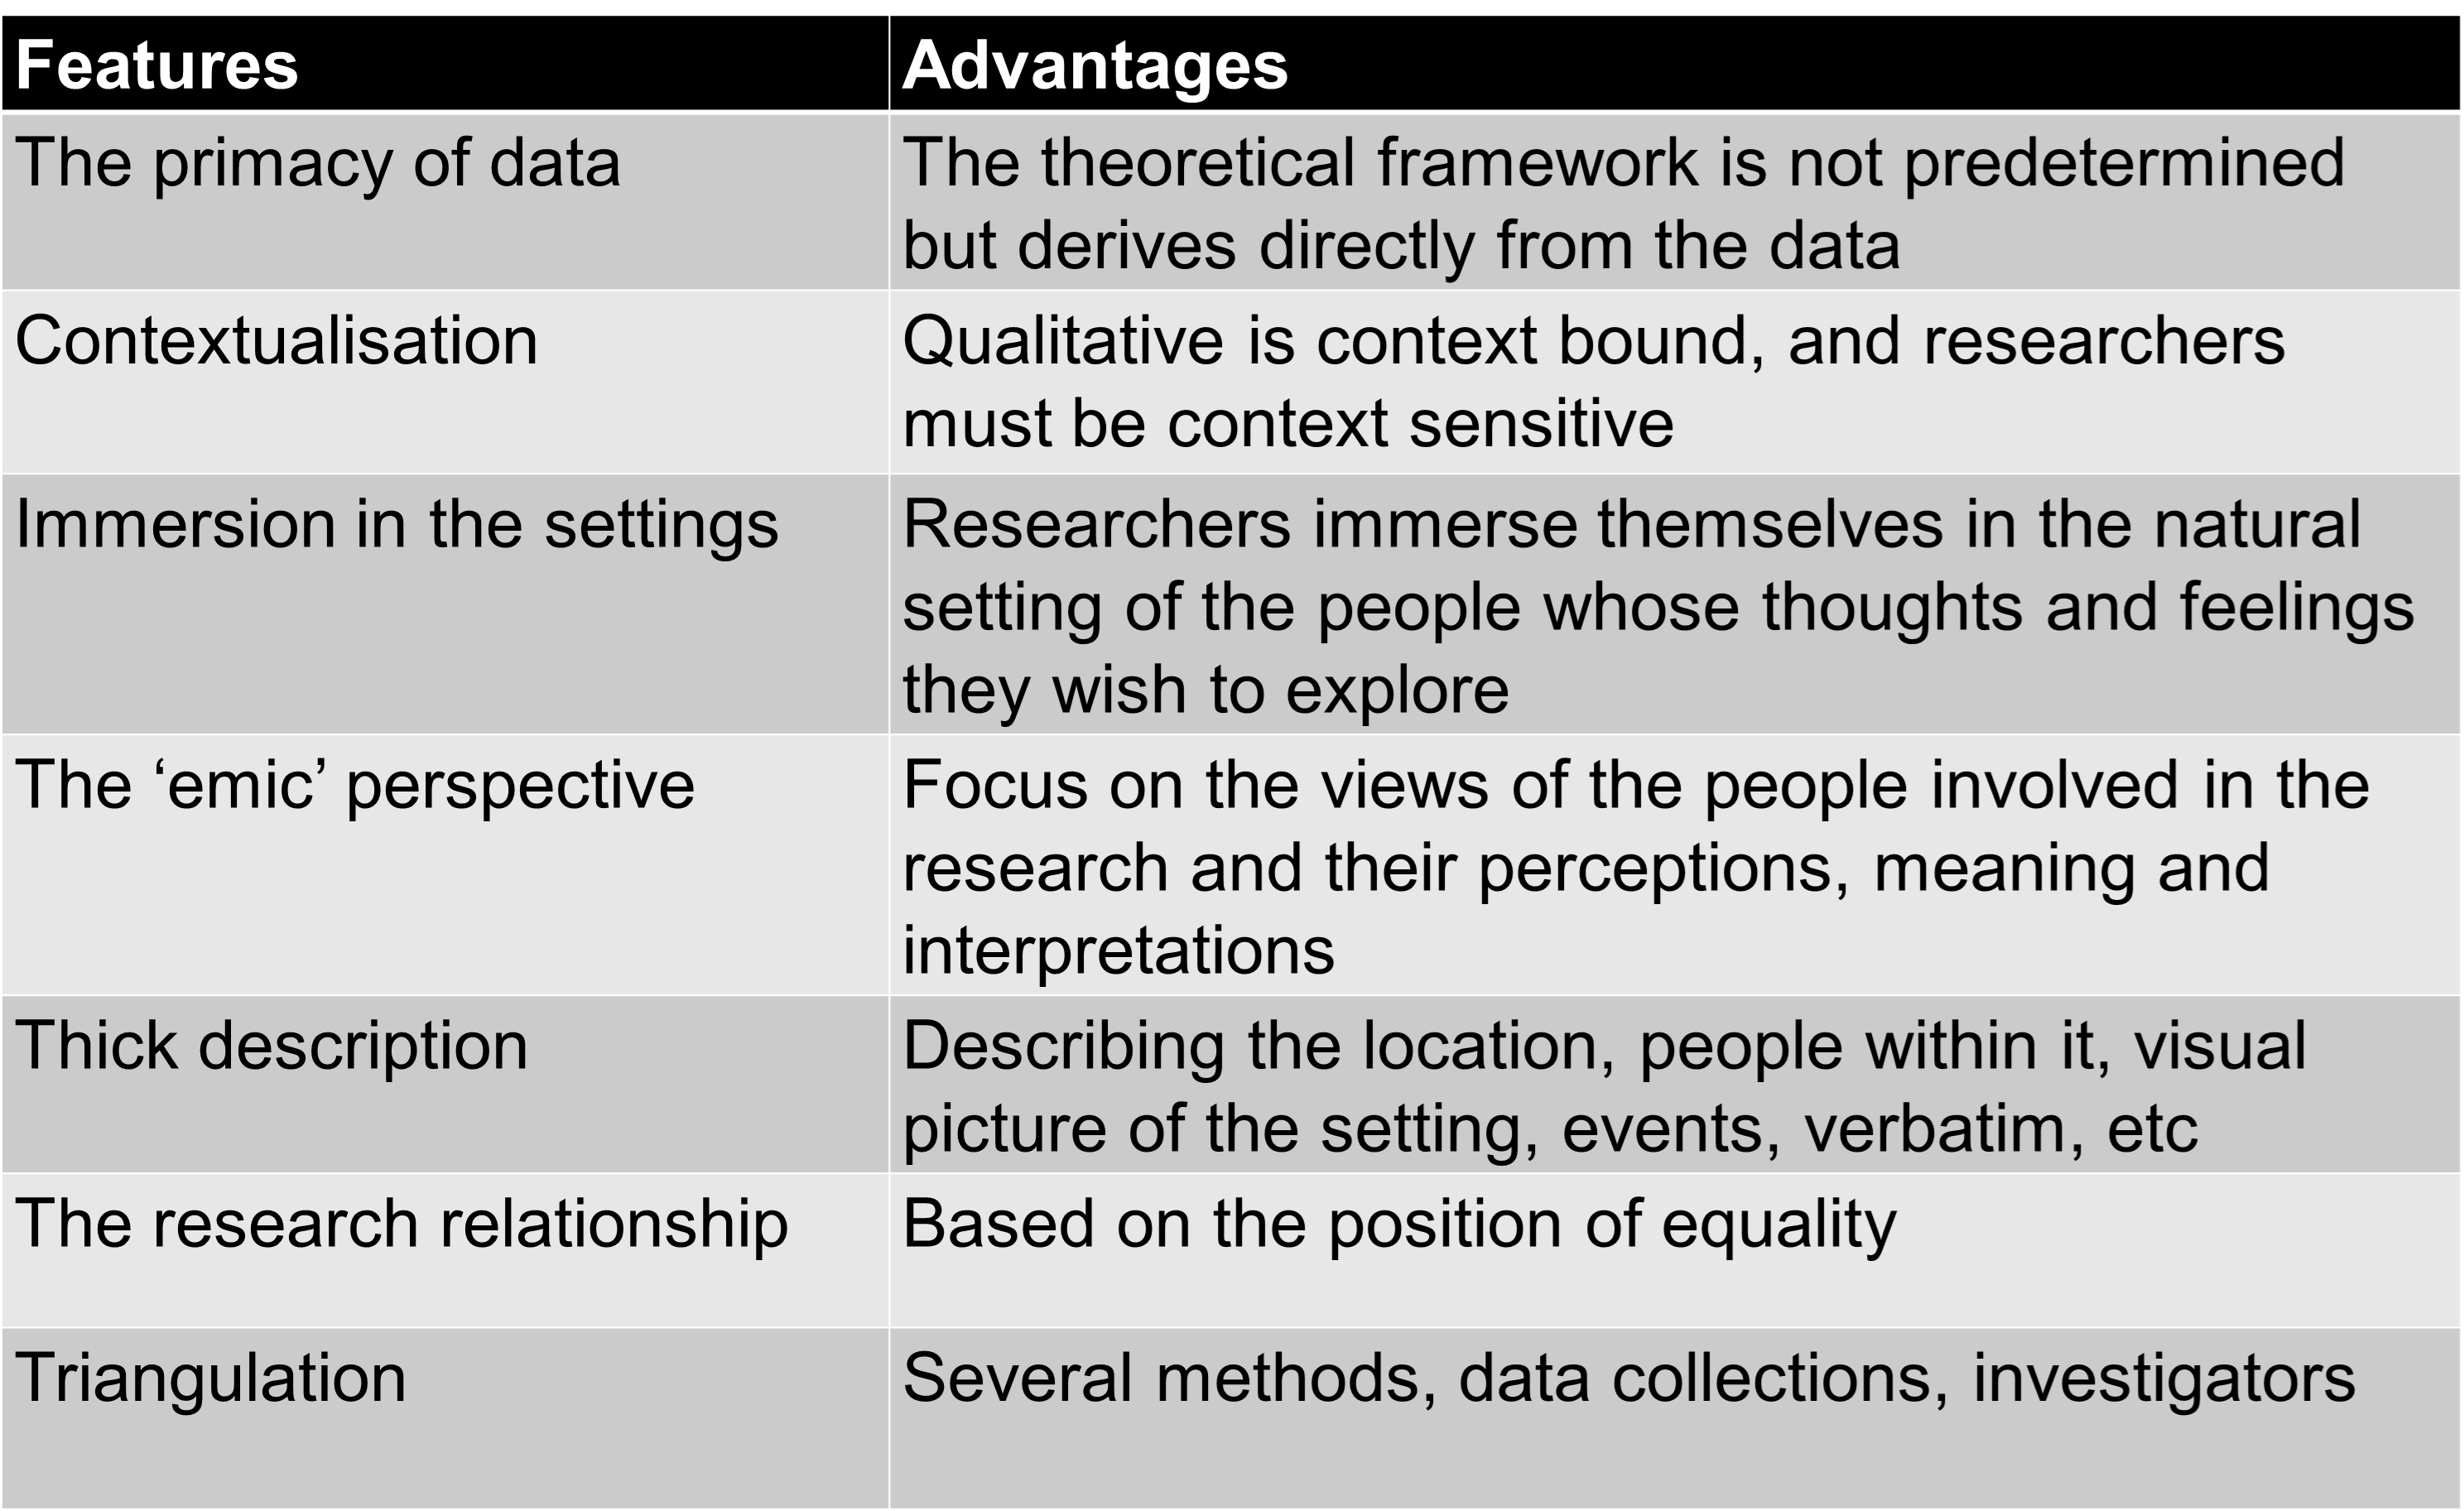 Features
Advantages
The primacy of data
The theoretical framework is not predetermined
but derives directly from the data
Contextualisation
Qualitative is context bound, and researchers
must be context sensitive
Immersion in the settings
Researchers immerse themselves in the natural
setting of the people whose thoughts and feelings
they wish to explore
The ‘emic’ perspective
Focus on the views of the people involved in the
research and their perceptions, meaning and
interpretations
Thick description
Describing the location, people within it, visual
picture of the setting, events, verbatim, etc
The research relationship
Based on the position of equality
Triangulation
Several methods, data collections, investigators